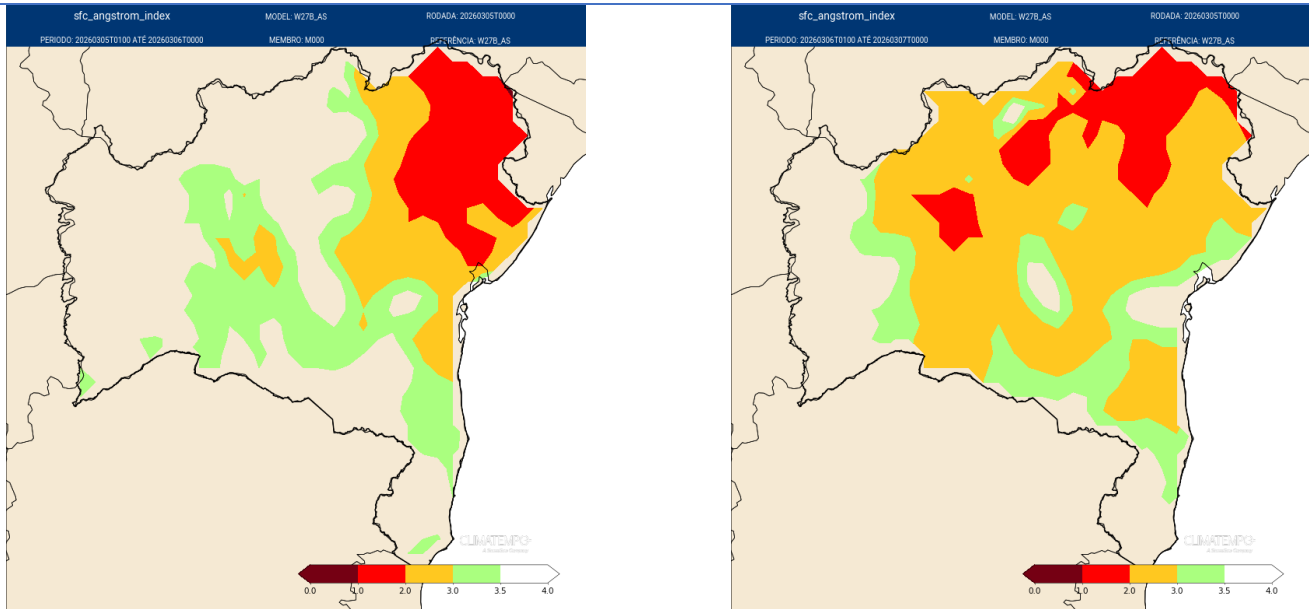 sfc_angstrom_index MODEL: W27B_AS RODADA: 20260305T0000
PERIODO: 20260305T0100 ATÉ 20260306T0000 MEMBRO: M000 REFERÊNCIA: W27B_AS
CLIMATEMPO
0.0 1.0 2.0 3.0 3.5 4.0
sfc_angstrom_index MODEL: W27B_AS RODADA: 20260305T0000
PERIODO: 20260306T0100 ATÉ 20260307T0000 MEMBRO: M000 REFERÊNCIA: W27B_AS
CLIMATEMPO
0.0 1.0 2.0 3.0 3.5 4.0